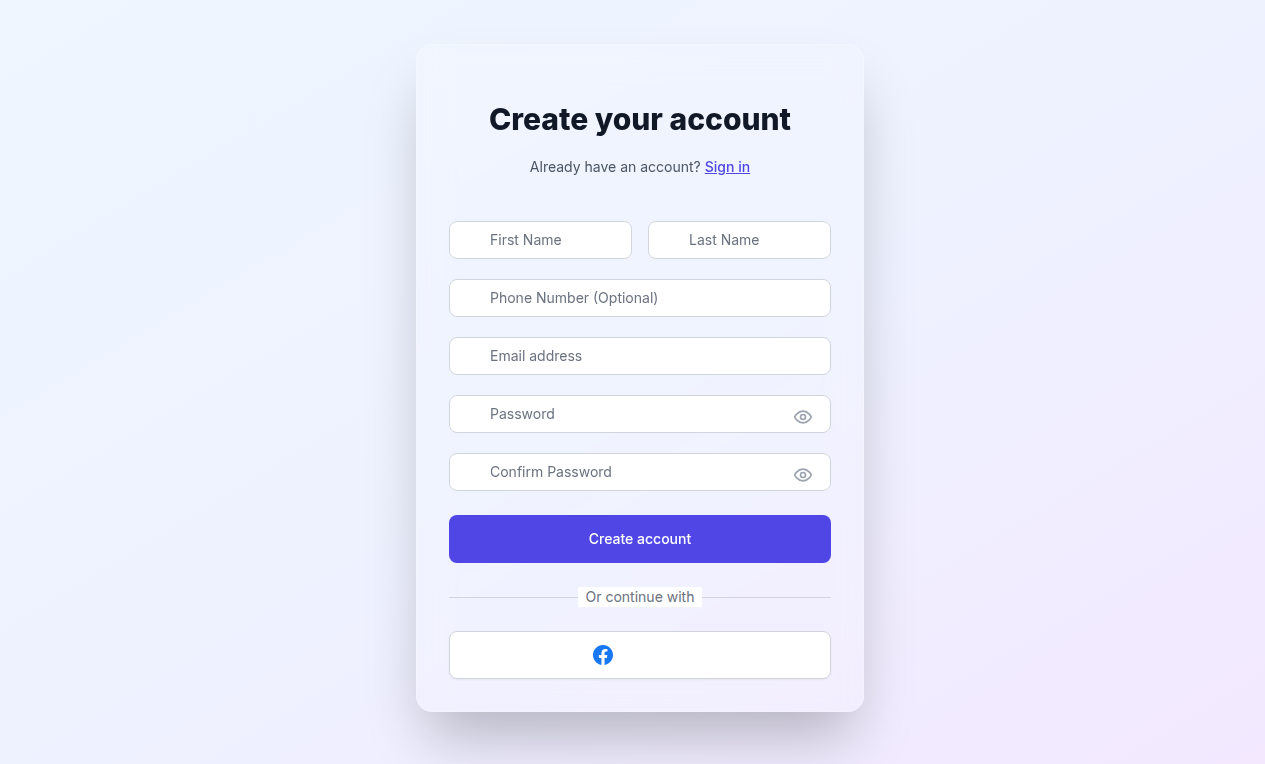 Create your account
Already have an account? Sign in
First Name
Last Name
Phone Number (Optional)
Email address
Password
Confirm Password
Create account
Or continue with